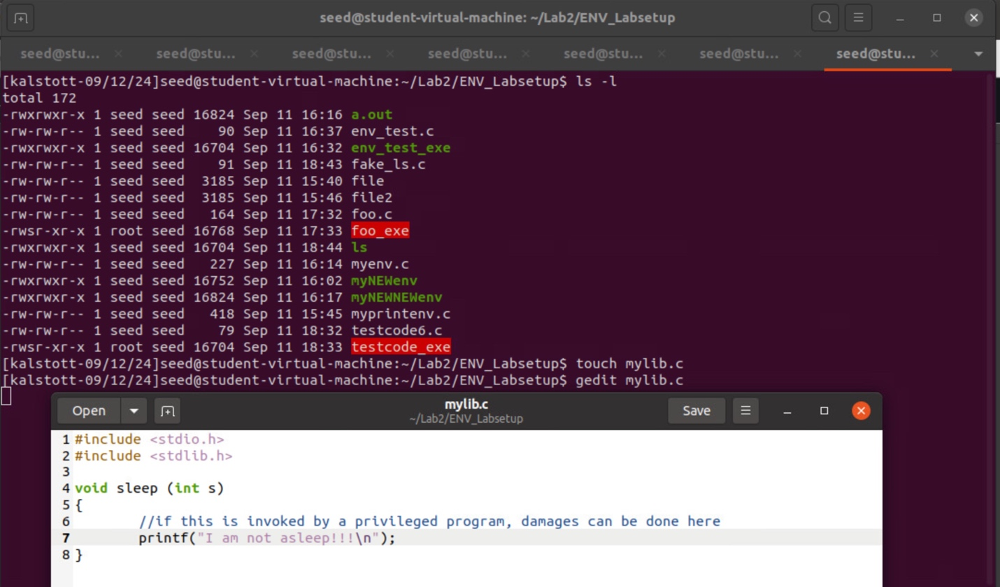 seed@student-virtual-machine: ~/Lab2/ENV_Labsetup
seed@stu... × seed@stu... × seed@stu... × seed@stu... × seed@stu... × seed@stu... × seed@stu... ×
[kalstott-09/12/24]seed@student-virtual-machine:~/Lab2/ENV_Labsetup$ ls -l
total 172
-rwxrwxr-x 1 seed seed 16824 Sep 11 16:16 a.out
-rw-rw-r-- 1 seed seed    90 Sep 11 16:37 env_test.c
-rwxrwxr-x 1 seed seed 16704 Sep 11 16:32 env_test_exe
-rw-rw-r-- 1 seed seed    91 Sep 11 18:43 fake_ls.c
-rw-rw-r-- 1 seed seed  3185 Sep 11 15:40 file
-rw-rw-r-- 1 seed seed  3185 Sep 11 15:46 file2
-rw-rw-r-- 1 seed seed   164 Sep 11 17:32 foo.c
-rwsr-xr-x 1 root seed 16768 Sep 11 17:33 foo_exe
-rwxrwxr-x 1 seed seed 16704 Sep 11 18:44 ls
-rw-rw-r-- 1 seed seed   227 Sep 11 16:14 myenv.c
-rwxrwxr-x 1 seed seed 16752 Sep 11 16:02 myNEWenv
-rwxrwxr-x 1 seed seed 16824 Sep 11 16:17 myNEWNEWenv
-rw-rw-r-- 1 seed seed   418 Sep 11 15:45 myprintenv.c
-rw-rw-r-- 1 seed seed    79 Sep 11 18:32 testcode6.c
-rwsr-xr-x 1 root seed 16704 Sep 11 18:33 testcode_exe
[kalstott-09/12/24]seed@student-virtual-machine:~/Lab2/ENV_Labsetup$ touch mylib.c
[kalstott-09/12/24]seed@student-virtual-machine:~/Lab2/ENV_Labsetup$ gedit mylib.c
Open mylib.c Save
~/Lab2/ENV_Labsetup
1 #include <stdio.h>
2 #include <stdlib.h>
3
4 void sleep (int s)
5 {
6         //if this is invoked by a privileged program, damages can be done here
7         printf("I am not asleep!!!\n");
8 }